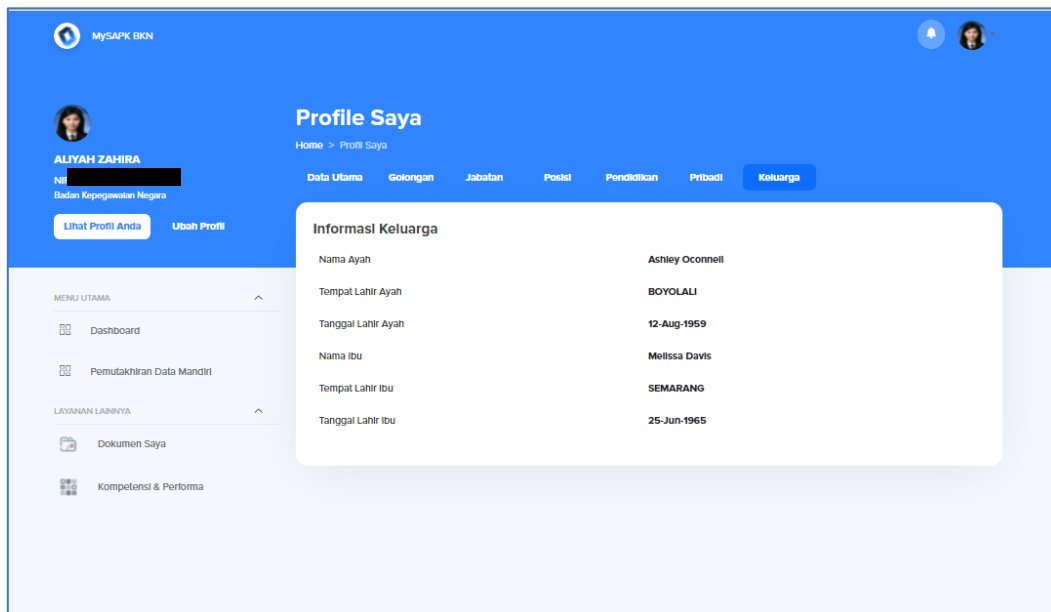 MySAPK BKN
ALIYAH ZAHIRA
Badan Kepegawaian Negara
Lihat Profil Anda Ubah Profil
MENU UTAMA
Dashboard
Pemutakhiran Data Mandiri
LAYANAN LAINNYA
Dokumen Saya
Kompetensi & Performa
Profile Saya
Home > Profil Saya
Data Utama Golongan Jabatan Posisi Pendidikan Pribadi Keluarga
Informasi Keluarga
Nama Ayah Ashley Oconnell
Tempat Lahir Ayah BOYOLALI
Tanggal Lahir Ayah 12-Aug-1959
Nama Ibu Melissa Davis
Tempat Lahir Ibu SEMARANG
Tanggal Lahir Ibu 25-Jun-1965